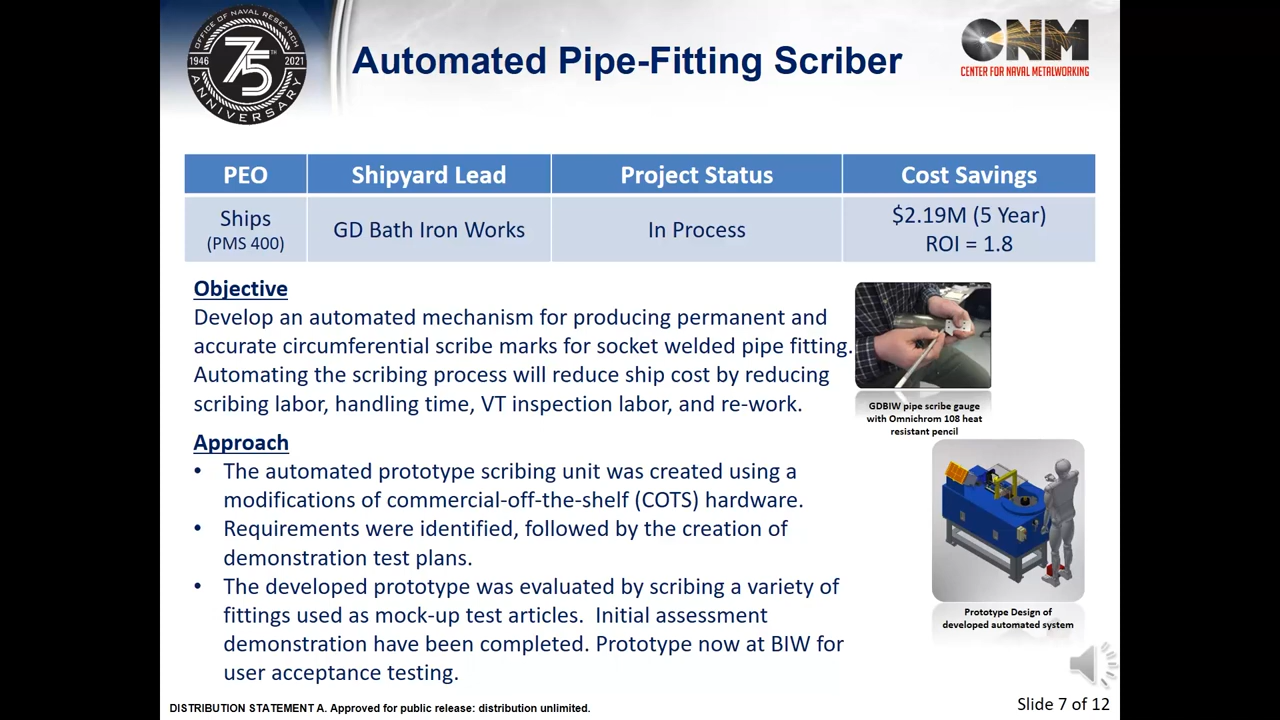 OFFICE OF NAVAL RESEARCH
75TH
1946 2021
ANNIVERSARY
Automated Pipe-Fitting Scriber
CNM
CENTER FOR NAVAL METALWORKING
PEO Shipyard Lead Project Status Cost Savings
Ships
(PMS 400)
GD Bath Iron Works
In Process
$2.19M (5 Year)
ROI = 1.8
Objective
Develop an automated mechanism for producing permanent and
accurate circumferential scribe marks for socket welded pipe fitting.
Automating the scribing process will reduce ship cost by reducing
scribing labor, handling time, VT inspection labor, and re-work.
GDBIW pipe scribe gauge
with Omnichrom 108 heat
resistant pencil
Approach
• The automated prototype scribing unit was created using a
modifications of commercial-off-the-shelf (COTS) hardware.
• Requirements were identified, followed by the creation of
demonstration test plans.
• The developed prototype was evaluated by scribing a variety of
fittings used as mock-up test articles.  Initial assessment
demonstration have been completed. Prototype now at BIW for
user acceptance testing.
Prototype Design of
developed automated system
DISTRIBUTION STATEMENT A. Approved for public release: distribution unlimited.
Slide 7 of 12